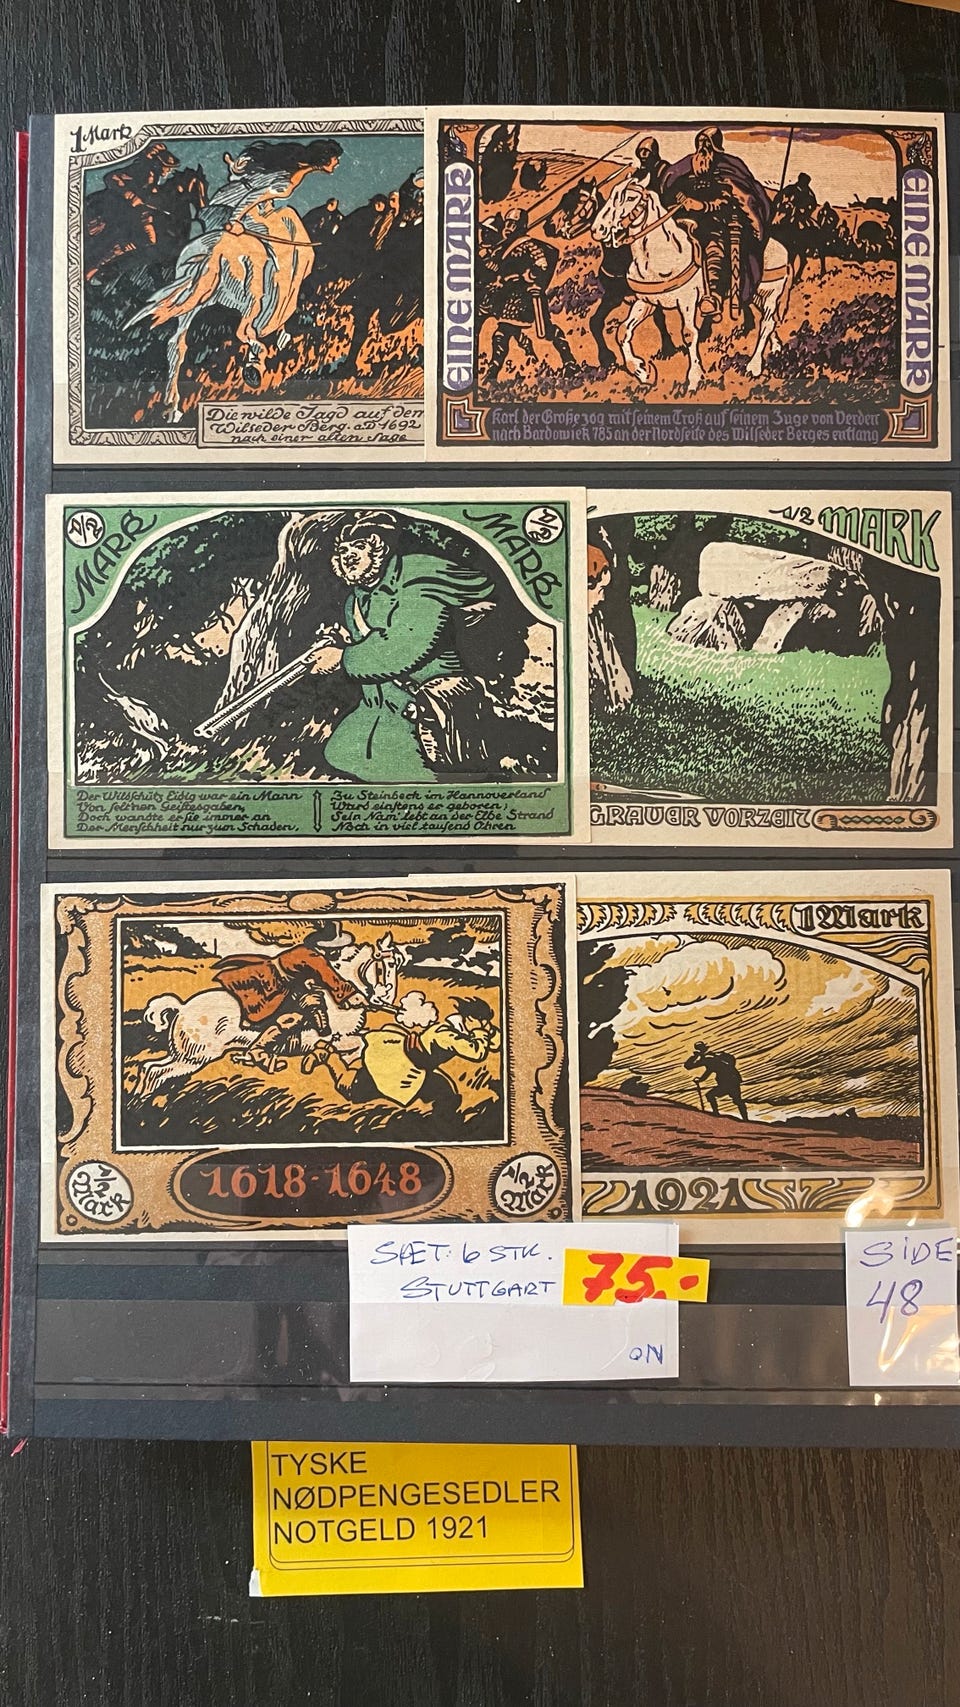 1 Mark
Die wilde Jagd auf dem
Wilseder Berg. aD 1692
nach einer alten Sage
EINE MARK
EINE MARK
Karl der Große zog mit seinem Troß auf seinem Zuge von Verden
nach Bardowiek 785 an der Nordseite des Wilseder Berges entlang
1/2
MARK
MARK
1/2
Der Wildschütz Eidig war ein Mann
Von selt'nen Geistesgaben,
Doch wandte er sie immer an
Der Menschheit nur zum Schaden,
Zu Steinbeck im Hannoverland
Ward einstens er geboren;
Sein Nam' lebt an der Elbe Strand
Noch in viel tausend Ohren
1/2 MARK
GRAUER VORZEIT
1618-1648
1/2
Mark
1/2
Mark
1 Mark
1921
SÆT: 6 STK.
STUTTGART
75.-
ON
SIDE
48
TYSKE
NØDPENGESEDLER
NOTGELD 1921